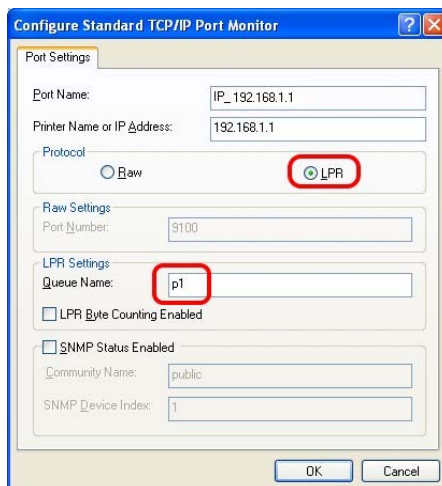 Configure Standard TCP/IP Port Monitor
Port Settings
Port Name: IP_192.168.1.1
Printer Name or IP Address: 192.168.1.1
Protocol
Raw LPR
Raw Settings
Port Number: 9100
LPR Settings
Queue Name: p1
LPR Byte Counting Enabled
SNMP Status Enabled
Community Name: public
SNMP Device Index: 1
OK Cancel